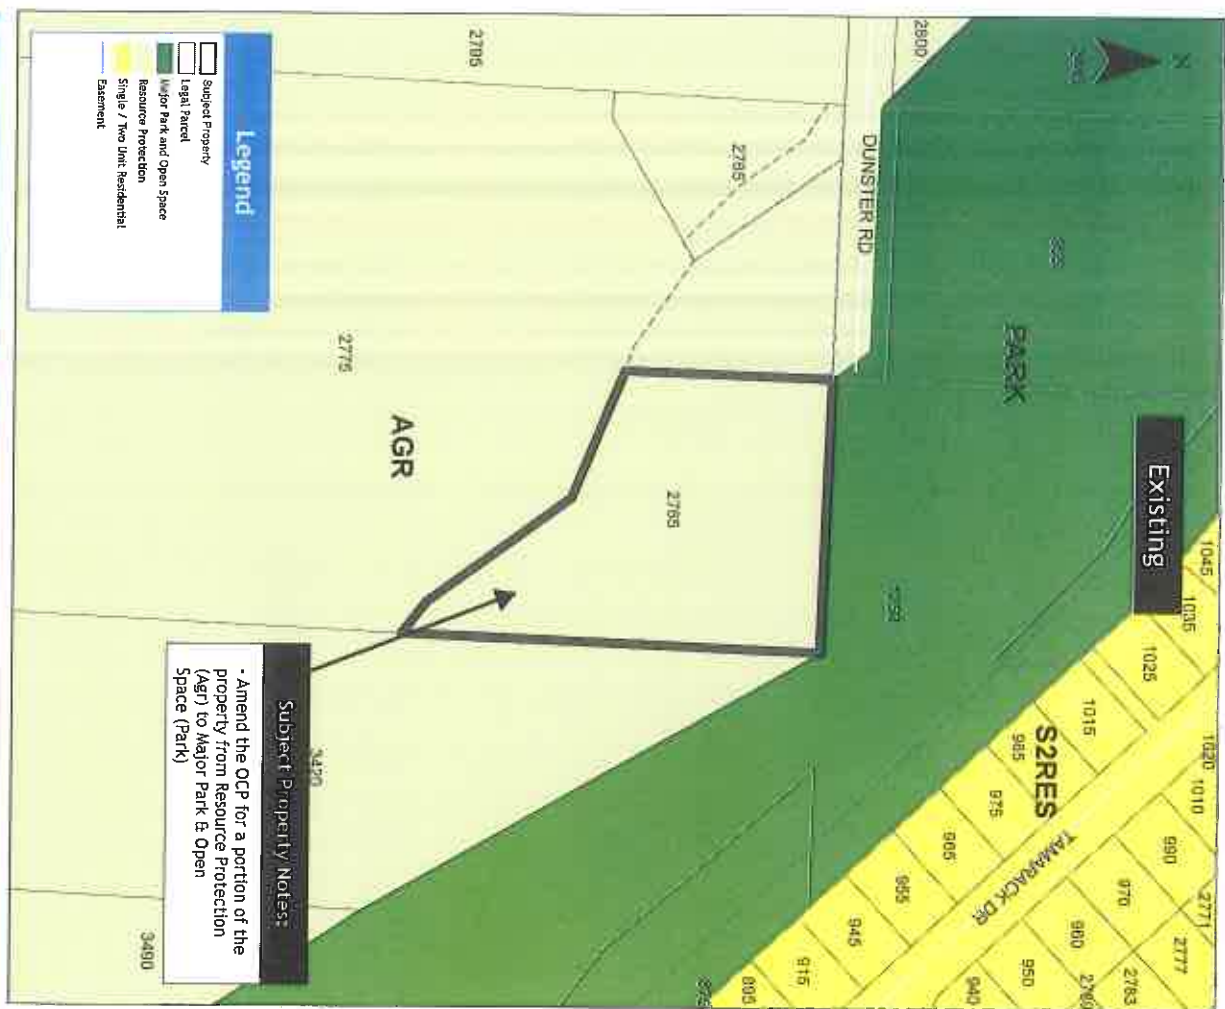 N
Existing
1045
1035
1025
1015
985
975
965
955
945
915
895
1020
1010
990
970
960
950
940
2771
2777
2783
S2RES
TAMARACK DR
PARK
2800
DUNSTER RD
2785
2765
2795
AGR
2775
3420
3490
Subject Property Notes:
- Amend the OCP for a portion of the
property from Resource Protection
(Agr) to Major Park & Open
Space (Park)
Legend
Subject Property
Legal Parcel
Major Park and Open Space
Resource Protection
Single / Two Unit Residential
Easement